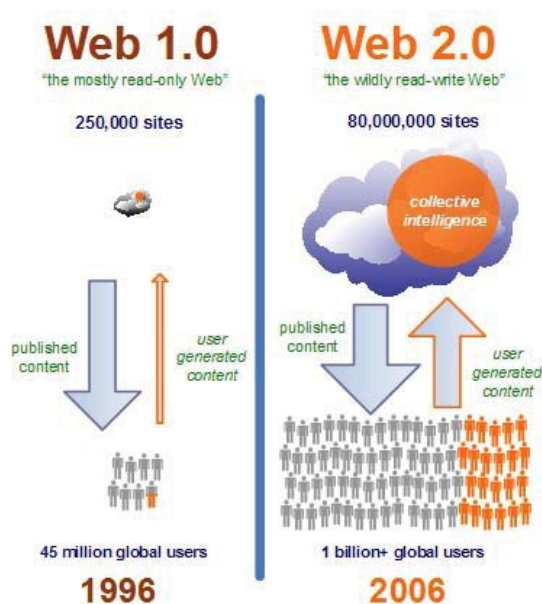 Web 1.0
"the mostly read-only Web"
250,000 sites
published
content
user
generated
content
45 million global users
1996
Web 2.0
"the wildly read-write Web"
80,000,000 sites
collective
intelligence
published
content
user
generated
content
1 billion+ global users
2006